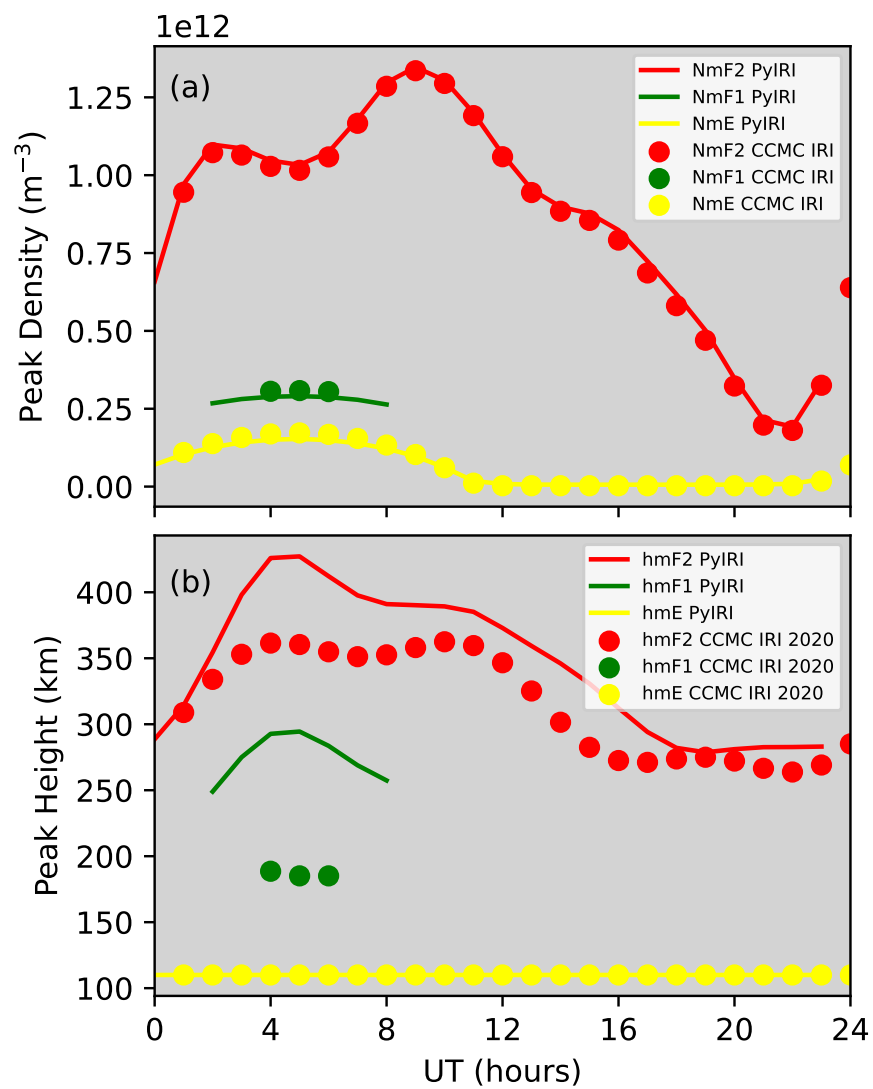 1e12
(a)
1.25
1.00
0.75
0.50
0.25
0.00
Peak Density (m⁻³)
NmF2 PyIRI
NmF1 PyIRI
NmE PyIRI
NmF2 CCMC IRI
NmF1 CCMC IRI
NmE CCMC IRI
(b)
400
350
300
250
200
150
100
Peak Height (km)
hmF2 PyIRI
hmF1 PyIRI
hmE PyIRI
hmF2 CCMC IRI 2020
hmF1 CCMC IRI 2020
hmE CCMC IRI 2020
0 4 8 12 16 20 24
UT (hours)